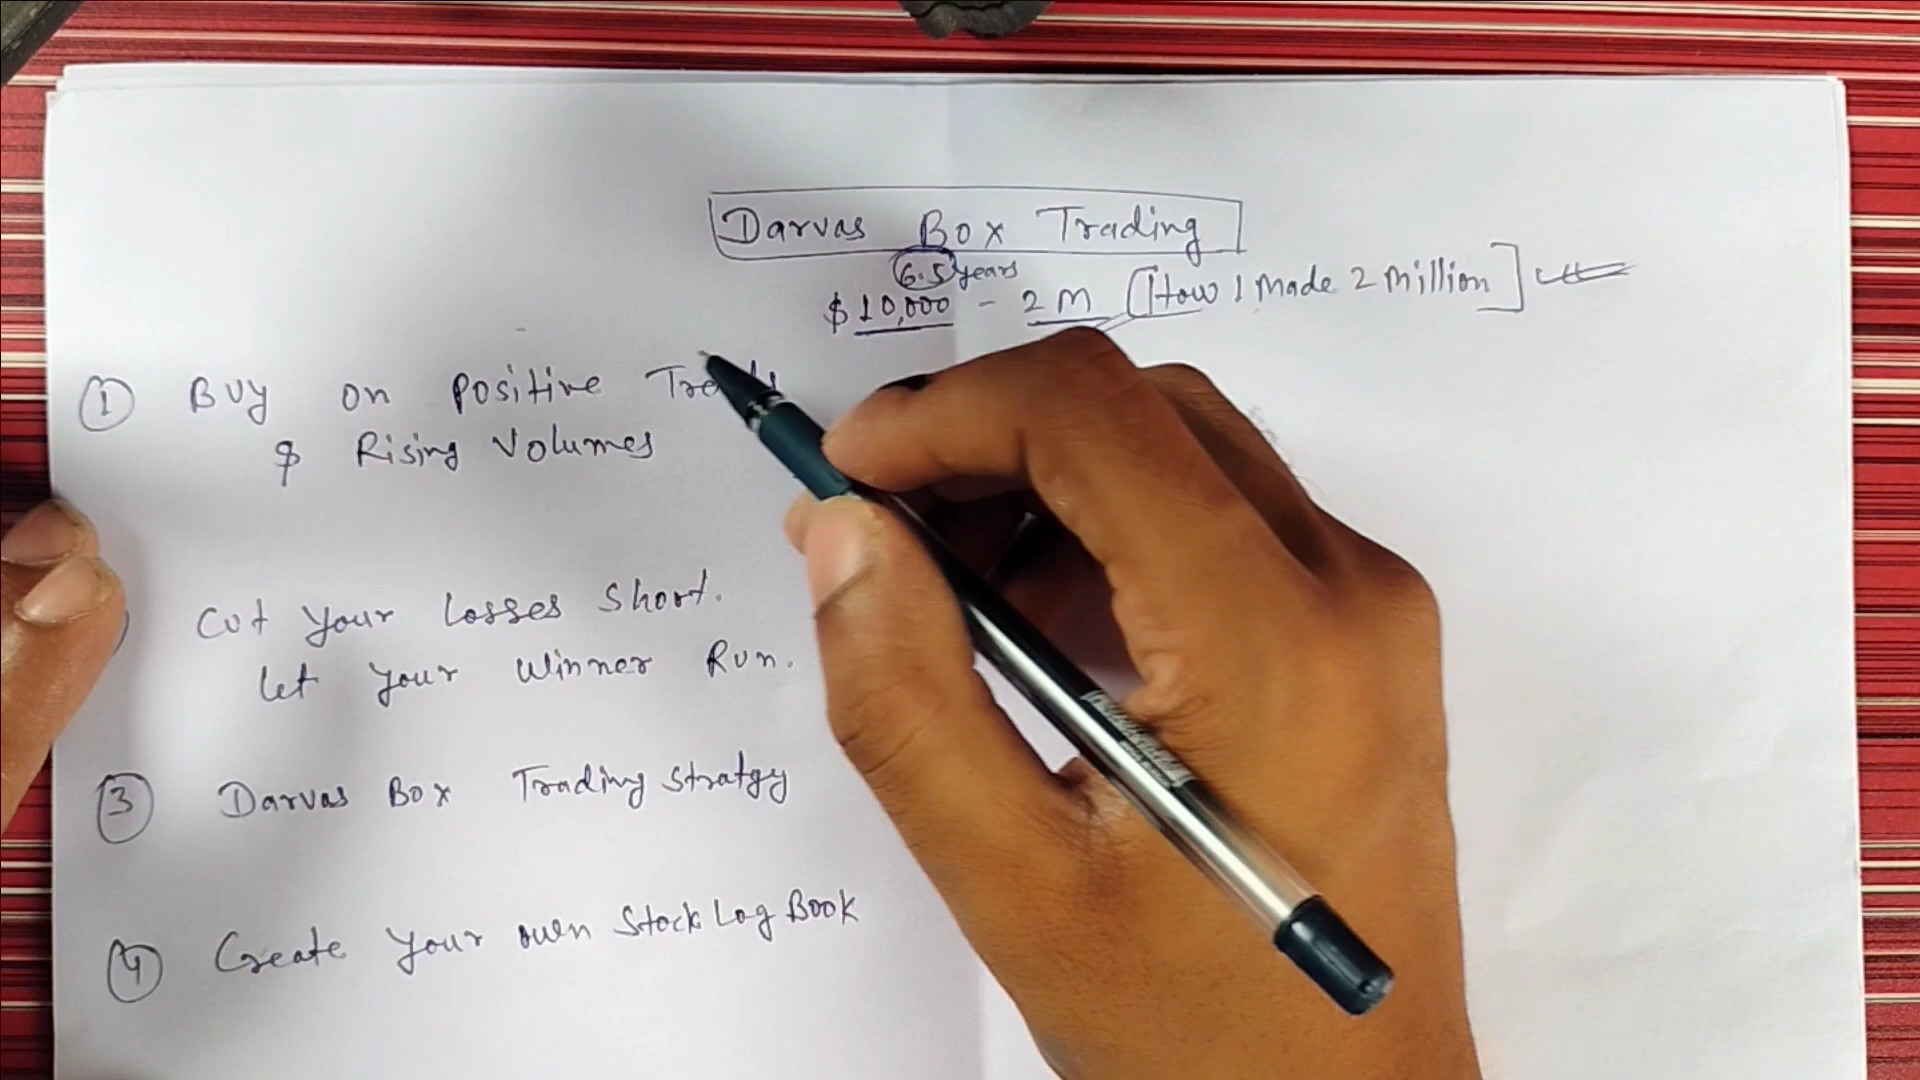 Darvas Box Trading
6.5 years
$10,000 - 2M [How I Made 2 Million]
① Buy on Positive
& Rising Volumes
Cut Your Losses Short.
Let Your Winner Run.
③ Darvas Box Trading Stratgy
④ Create Your own Stock Log Book